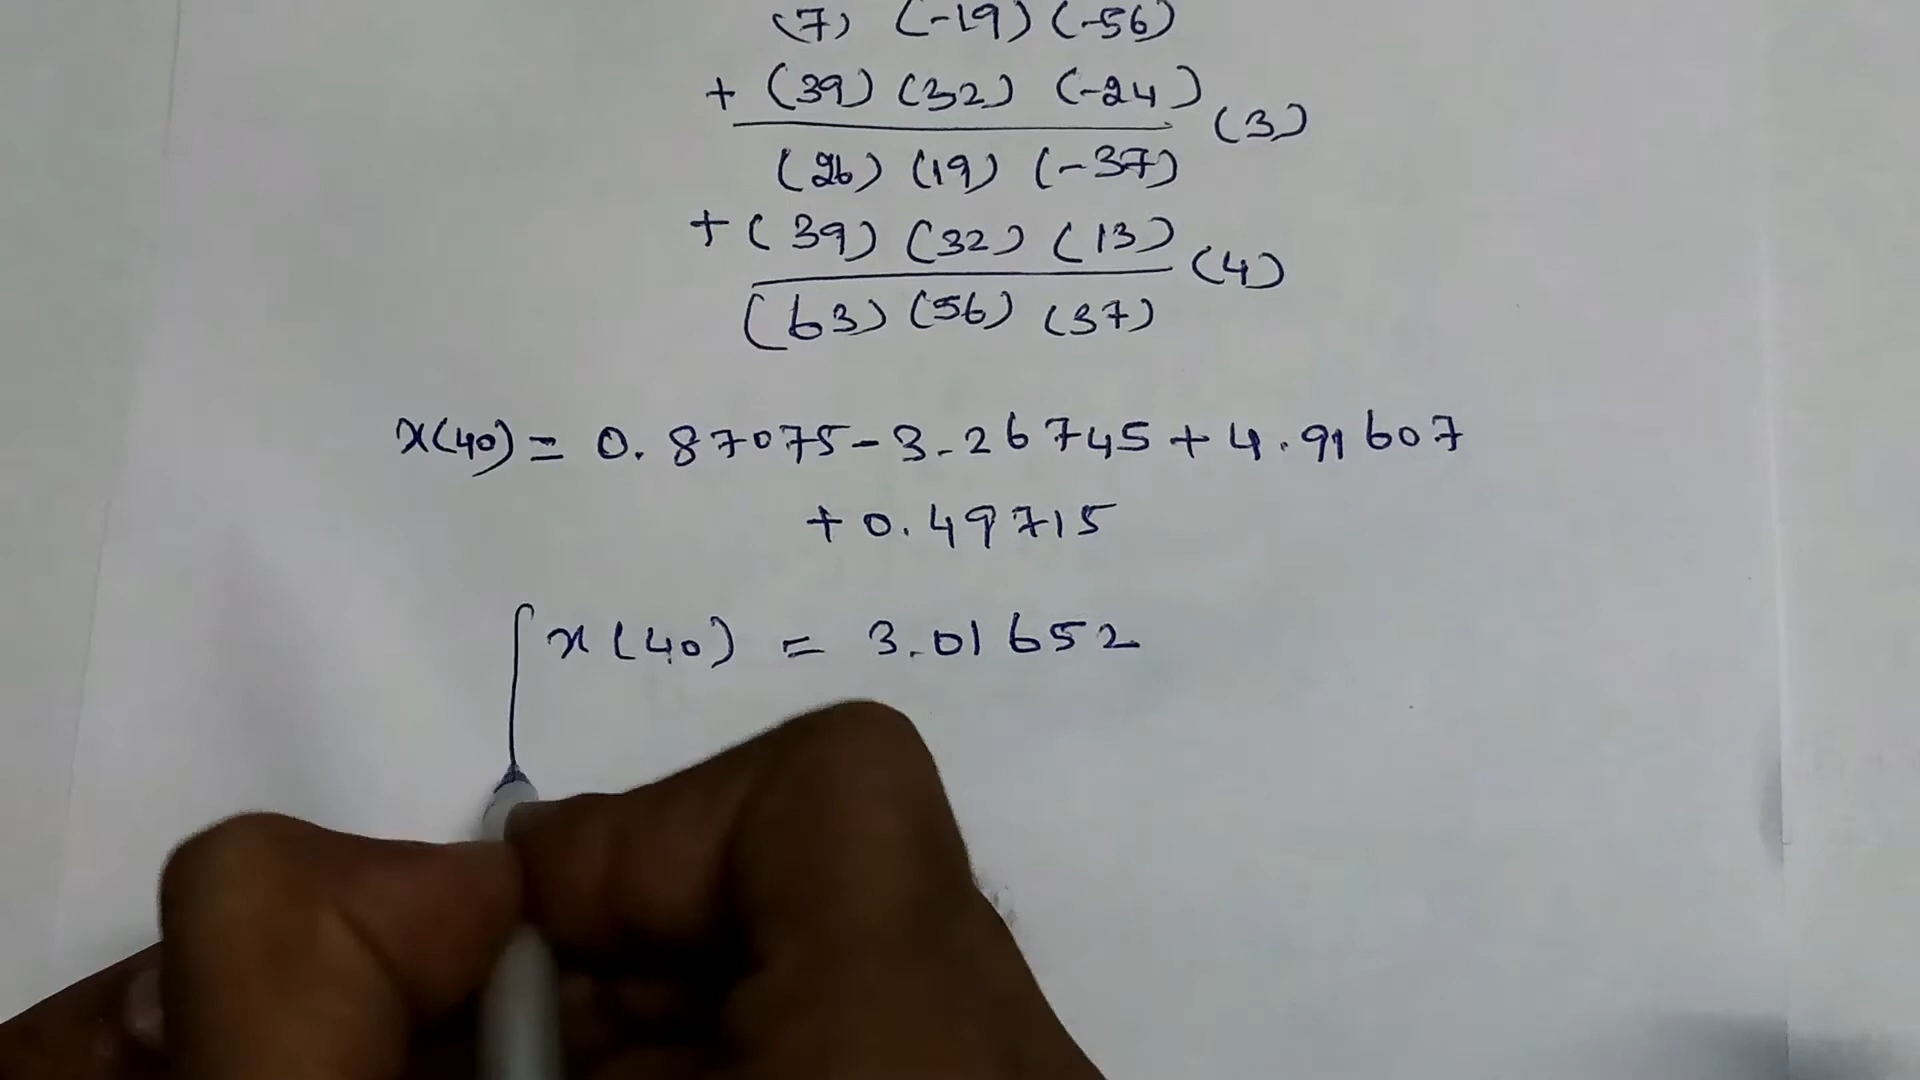 (7) (-19) (-56)
+ (39) (32) (-24) (3)
(26) (19) (-37)
+ (39) (32) (13) (4)
(63) (56) (37)
x(40) = 0.87075 - 3.26745 + 4.91607
+ 0.49715
x(40) = 3.01652